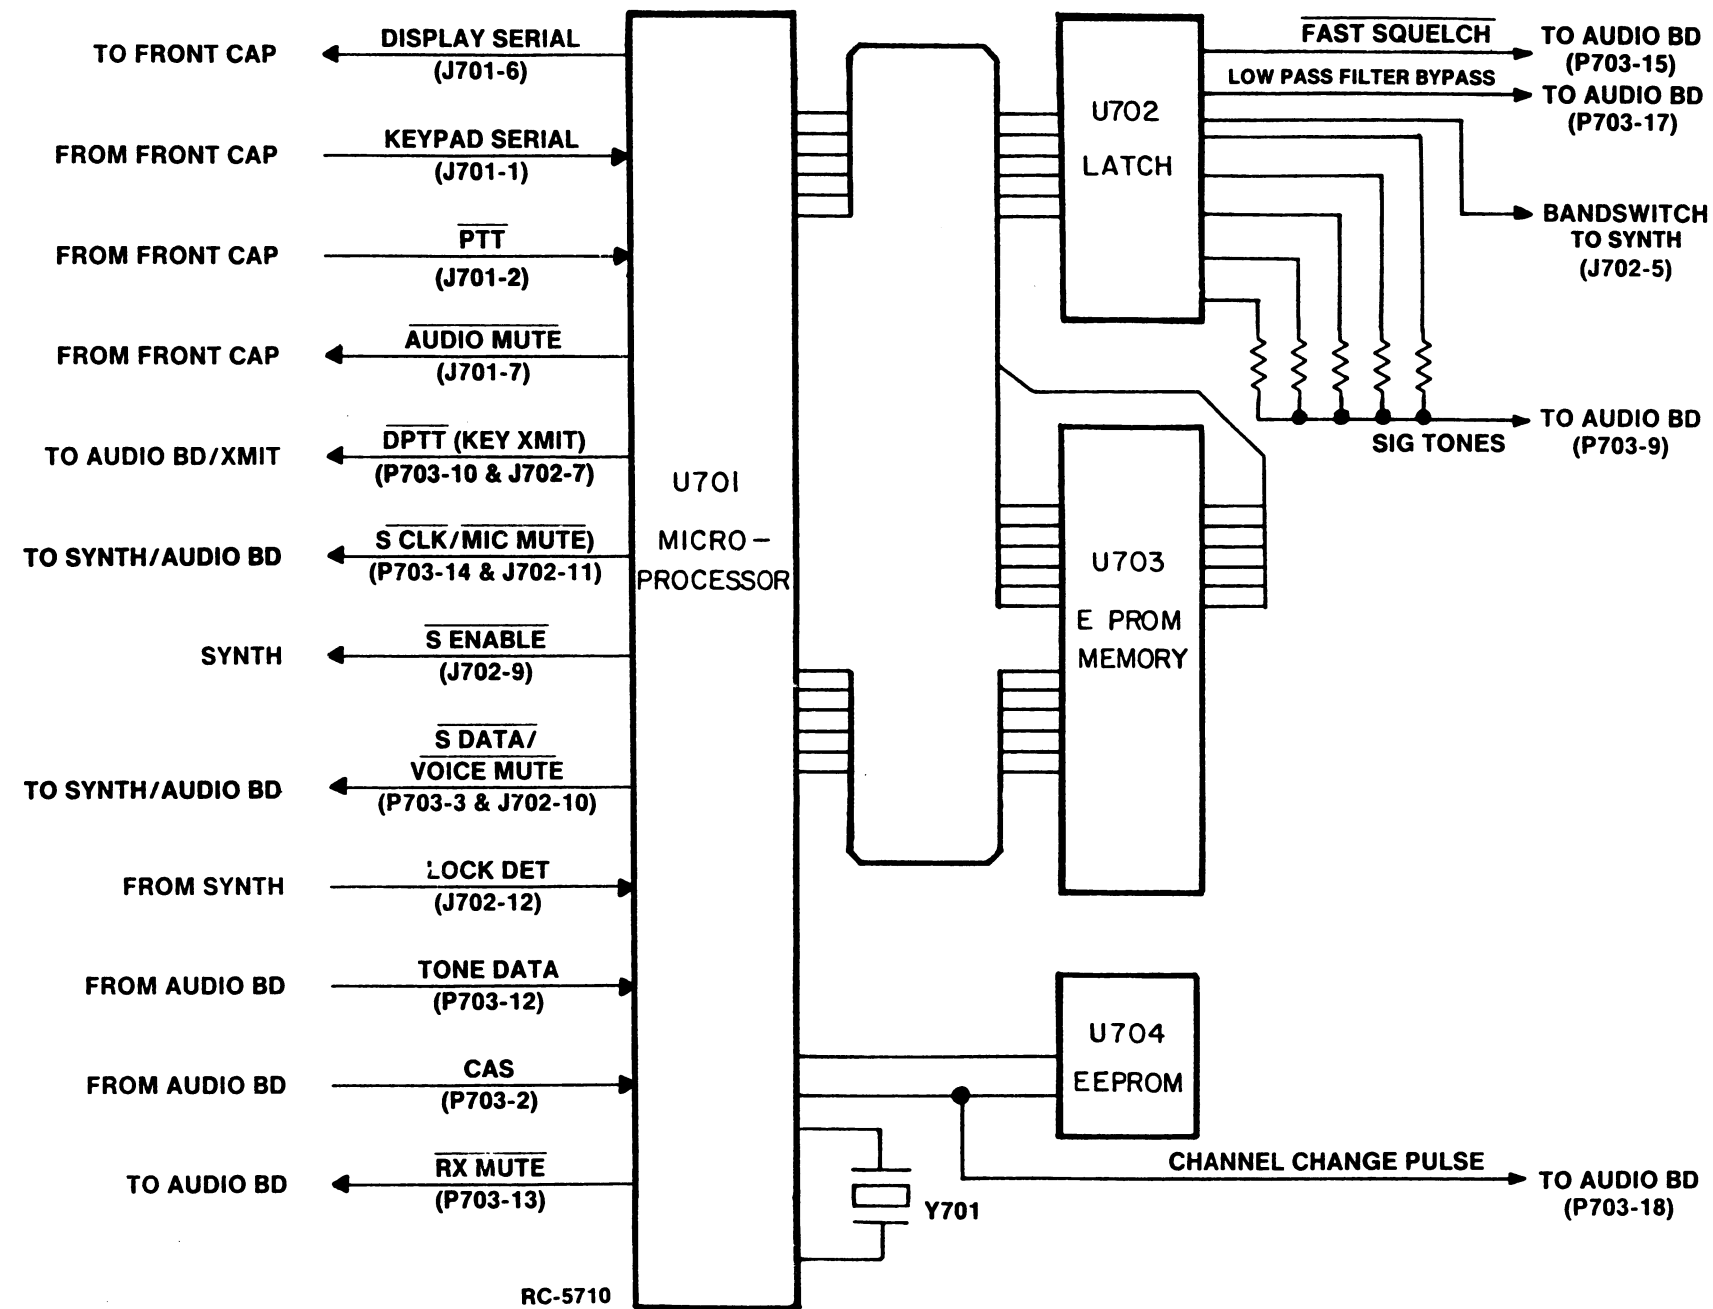 TO FRONT CAP
DISPLAY SERIAL
(J701-6)
FROM FRONT CAP
KEYPAD SERIAL
(J701-1)
FROM FRONT CAP
PTT
(J701-2)
FROM FRONT CAP
AUDIO MUTE
(J701-7)
TO AUDIO BD/XMIT
DPTT (KEY XMIT)
(P703-10 & J702-7)
TO SYNTH/AUDIO BD
S CLK/MIC MUTE)
(P703-14 & J702-11)
SYNTH
S ENABLE
(J702-9)
TO SYNTH/AUDIO BD
S DATA/
VOICE MUTE
(P703-3 & J702-10)
FROM SYNTH
LOCK DET
(J702-12)
FROM AUDIO BD
TONE DATA
(P703-12)
FROM AUDIO BD
CAS
(P703-2)
TO AUDIO BD
RX MUTE
(P703-13)
RC-5710
U701
MICRO-
PROCESSOR
U702
LATCH
U703
E PROM
MEMORY
U704
EEPROM
Y701
FAST SQUELCH
TO AUDIO BD
(P703-15)
LOW PASS FILTER BYPASS
TO AUDIO BD
(P703-17)
BANDSWITCH
TO SYNTH
(J702-5)
SIG TONES
TO AUDIO BD
(P703-9)
CHANNEL CHANGE PULSE
TO AUDIO BD
(P703-18)